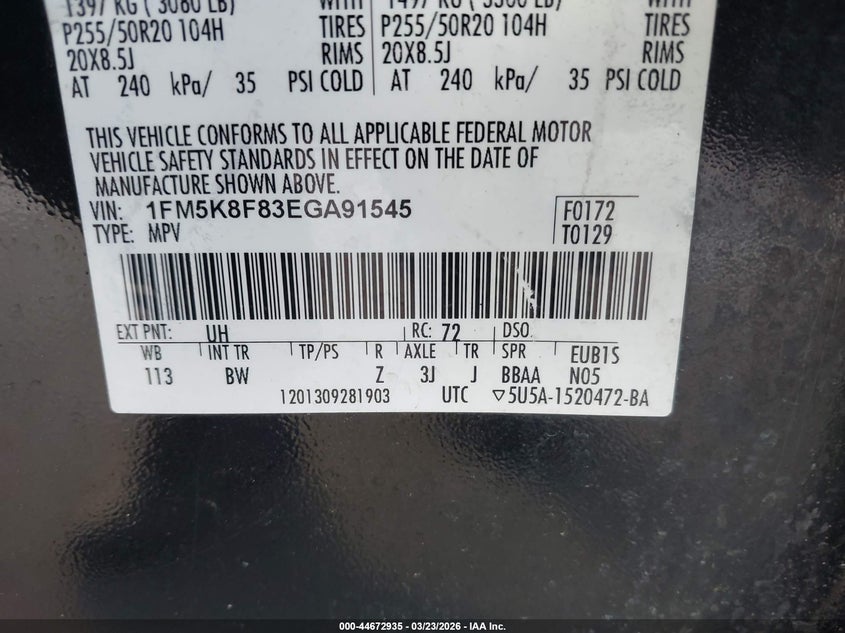 1397 KG ( 3080 LB) WITH 1497 KG ( 3300 LB) WITH
P255/50R20 104H TIRES P255/50R20 104H TIRES
20X8.5J RIMS 20X8.5J RIMS
AT 240 kPa/ 35 PSI COLD AT 240 kPa/ 35 PSI COLD
THIS VEHICLE CONFORMS TO ALL APPLICABLE FEDERAL MOTOR
VEHICLE SAFETY STANDARDS IN EFFECT ON THE DATE OF
MANUFACTURE SHOWN ABOVE.
VIN: 1FM5K8F83EGA91545 F0172
TYPE: MPV T0129
EXT PNT: UH RC: 72 DSO:
WB INT TR TP/PS R AXLE TR SPR EUB1S
113 BW Z 3J J BBAA N05
1201309281903 UTC ▽5U5A-1520472-BA
000-44672935 - 03/23/2026 - IAA Inc.